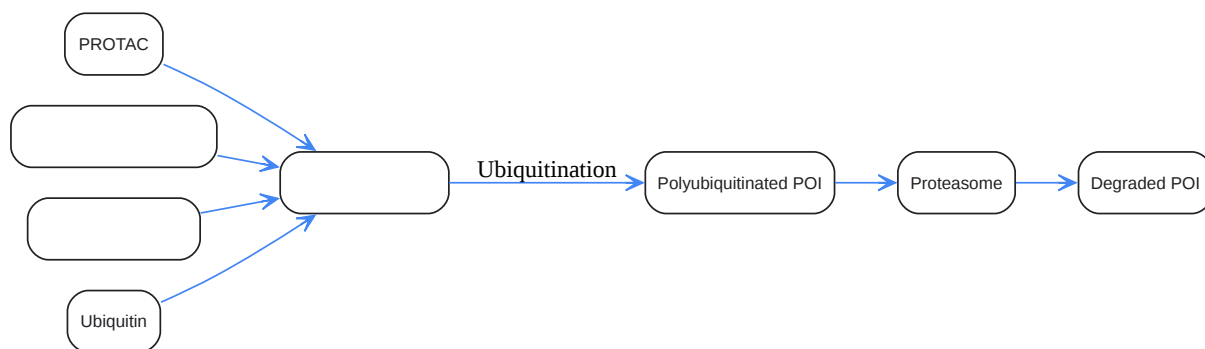 PROTAC
Ubiquitination
Polyubiquitinated POI
Proteasome
Degraded POI
Ubiquitin